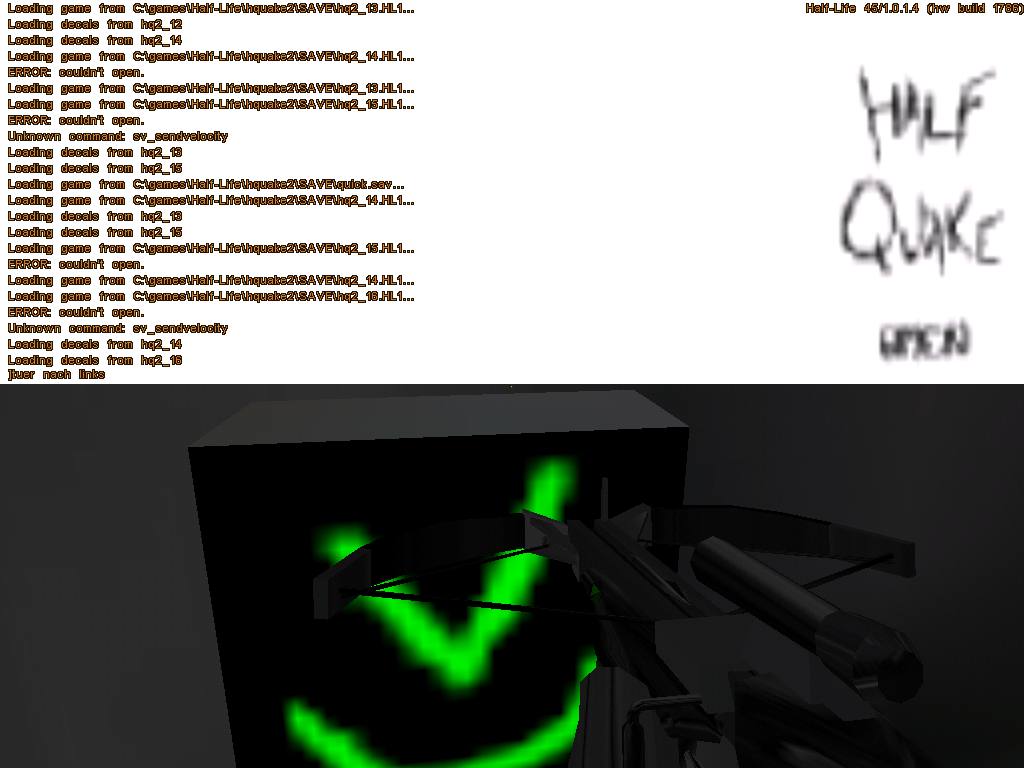 Loading game from C:\games\Half-Life\hquake2\SAVE\hq2_13.HL1...
Loading decals from hq2_12
Loading decals from hq2_14
Loading game from C:\games\Half-Life\hquake2\SAVE\hq2_14.HL1...
ERROR: couldn't open.
Loading game from C:\games\Half-Life\hquake2\SAVE\hq2_13.HL1...
Loading game from C:\games\Half-Life\hquake2\SAVE\hq2_15.HL1...
ERROR: couldn't open.
Unknown command: sv_sendvelocity
Loading decals from hq2_13
Loading decals from hq2_15
Loading game from C:\games\Half-Life\hquake2\SAVE\quick.sav...
Loading game from C:\games\Half-Life\hquake2\SAVE\hq2_14.HL1...
Loading decals from hq2_13
Loading decals from hq2_15
Loading game from C:\games\Half-Life\hquake2\SAVE\hq2_15.HL1...
ERROR: couldn't open.
Loading game from C:\games\Half-Life\hquake2\SAVE\hq2_14.HL1...
Loading game from C:\games\Half-Life\hquake2\SAVE\hq2_16.HL1...
ERROR: couldn't open.
Unknown command: sv_sendvelocity
Loading decals from hq2_14
Loading decals from hq2_16
]tuer nach links
Half-Life 45/1.0.1.4 (hw build 1766)
HALF
QUAKE
AMEN